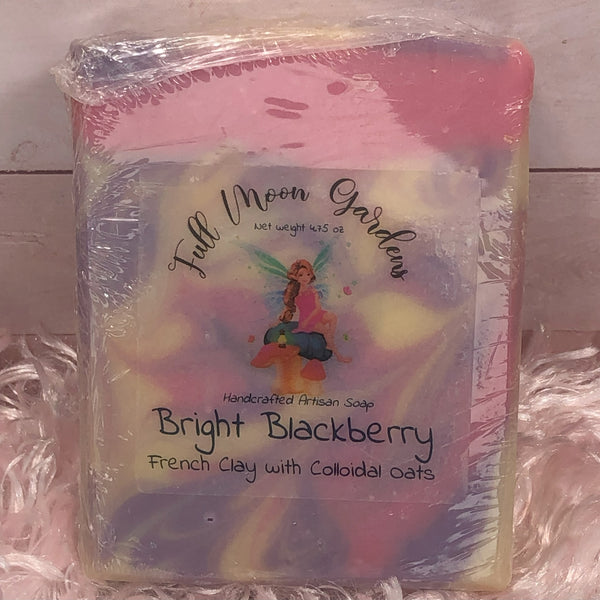 Full Moon Gardens
Net weight 4.75 oz
Handcrafted Artisan Soap
Bright Blackberry
French Clay with Colloidal oats